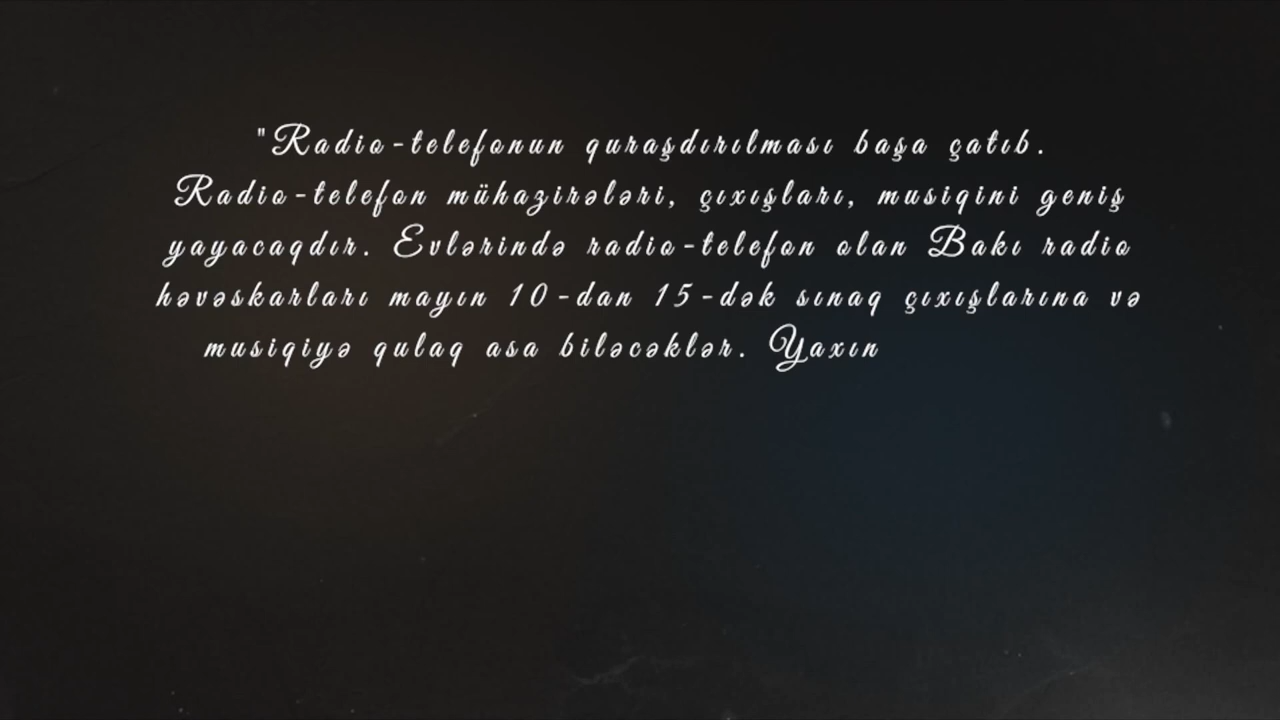 "Radio-telefonun quraşdırılması başa çatıb.
Radio-telefon mühazirələri, çıxışları, musiqini geniş
yayacaqdır. Evlərində radio-telefon olan Bakı radio
həvəskarları mayın 10-dan 15-dək sınaq çıxışlarına və
musiqiyə qulaq asa biləcəklər. Yaxın